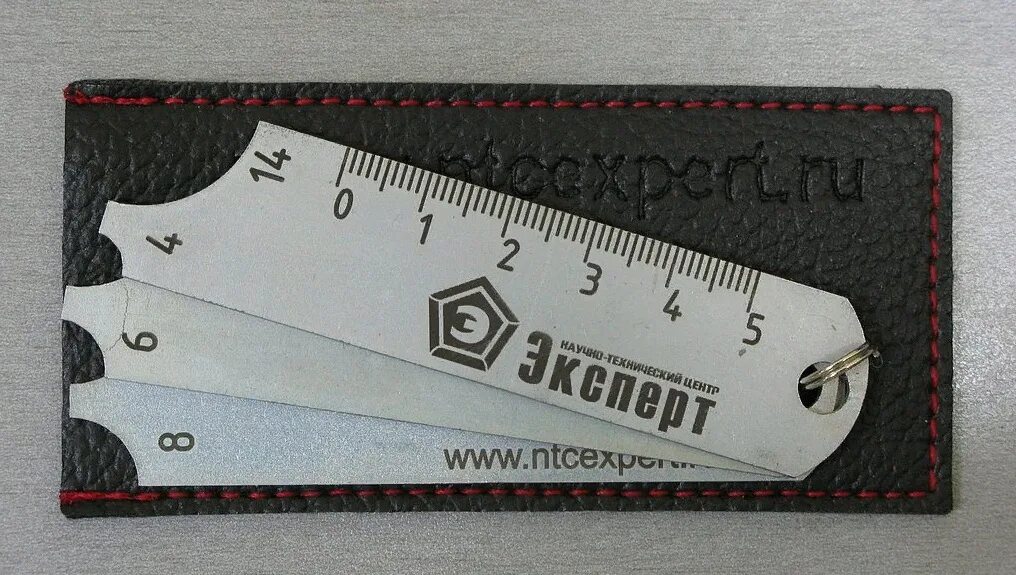 ntcexpert.ru
14
0 1 2 3 4 5
4
НАУЧНО-ТЕХНИЧЕСКИЙ ЦЕНТР
Эксперт
6
8
www.ntcexpert.